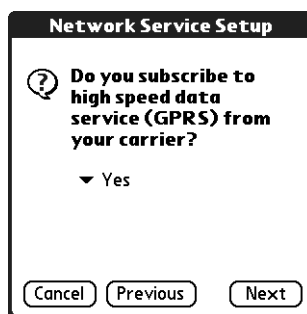 Network Service Setup
Do you subscribe to
high speed data
service (GPRS) from
your carrier?
Yes
Cancel Previous Next